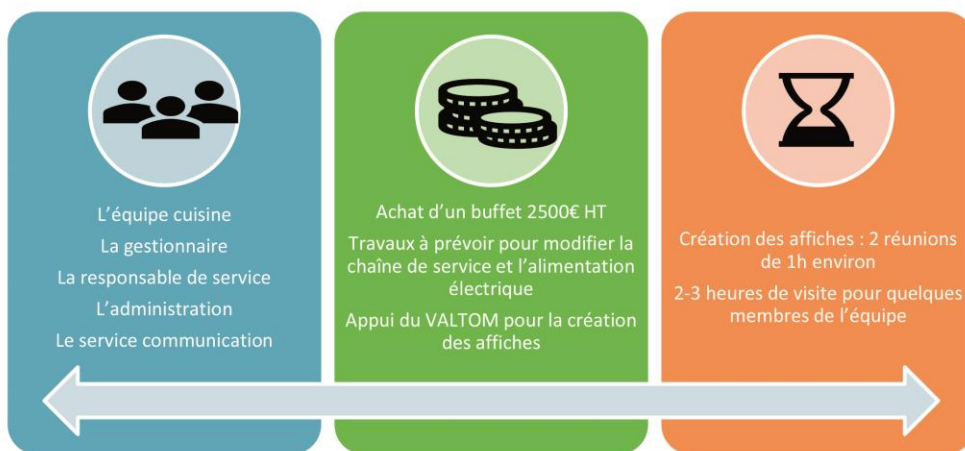 L'équipe cuisine
La gestionnaire
La responsable de service
L'administration
Le service communication
Achat d'un buffet 2500€ HT
Travaux à prévoir pour modifier la
chaîne de service et l'alimentation
électrique
Appui du VALTOM pour la création
des affiches
Création des affiches : 2 réunions
de 1h environ
2-3 heures de visite pour quelques
membres de l'équipe